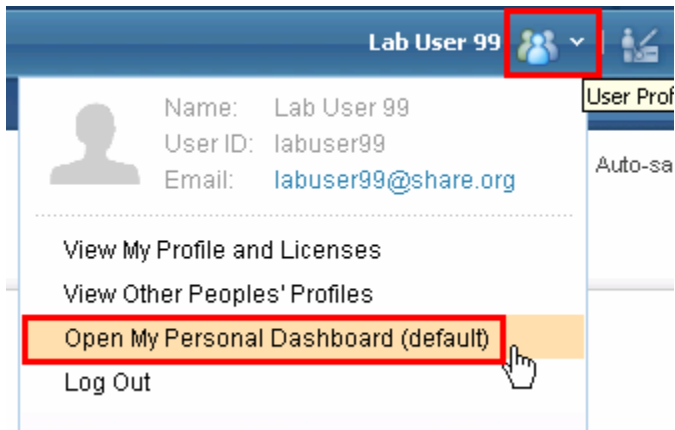 Lab User 99
User Prof
Name: Lab User 99
User ID: labuser99
Email: labuser99@share.org
Auto-sa
View My Profile and Licenses
View Other Peoples' Profiles
Open My Personal Dashboard (default)
Log Out